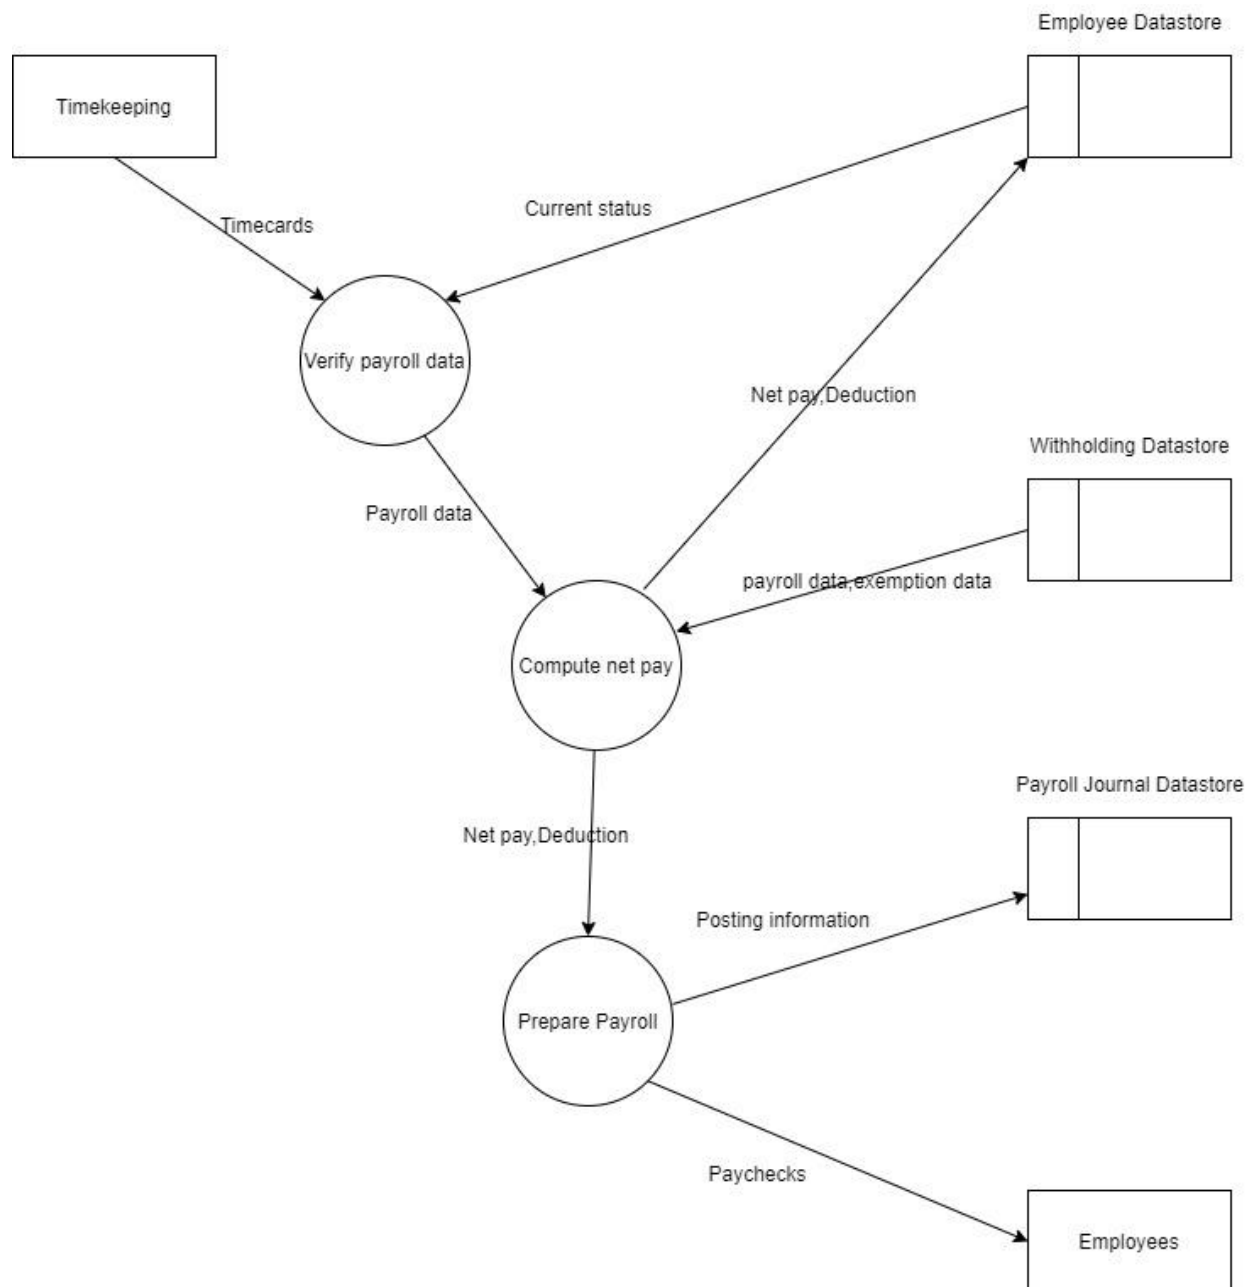 Employee Datastore
Timekeeping
Current status
Timecards
Verify payroll data
Net pay,Deduction
Withholding Datastore
Payroll data
payroll data,exemption data
Compute net pay
Payroll Journal Datastore
Net pay,Deduction
Posting information
Prepare Payroll
Paychecks
Employees